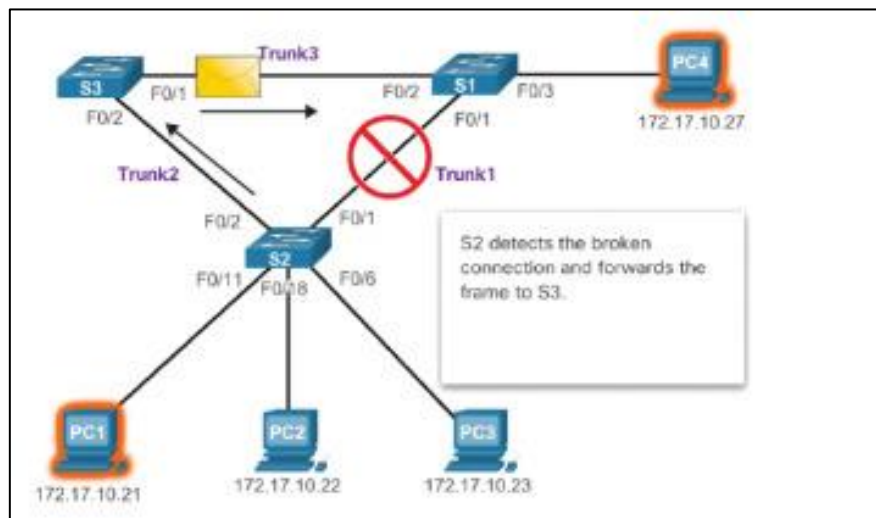 Trunk3
S3
F0/1
F0/2
S1
F0/3
PC4
F0/2
F0/1
172.17.10.27
Trunk2
Trunk1
F0/2
F0/1
S2
S2 detects the broken
connection and forwards the
frame to S3.
F0/11
F0/18
F0/6
PC1
PC2
PC3
172.17.10.21
172.17.10.22
172.17.10.23